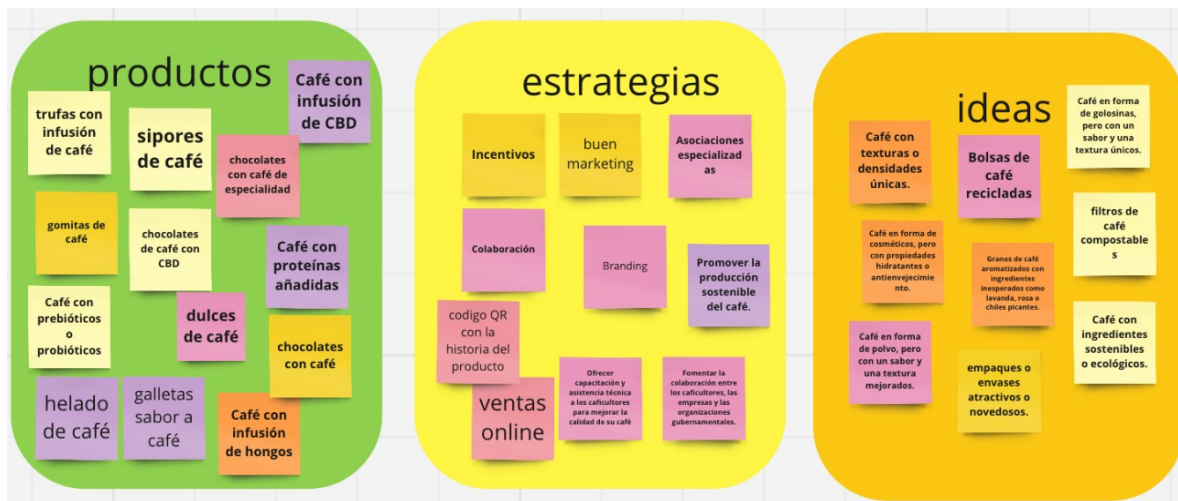 productos
Café con
infusión
de CBD
trufas con
infusión
de café
sipores
de café
chocolates
con café de
especialidad
gomitas de
café
chocolates
de café con
CBD
Café con
proteínas
añadidas
Café con
prebióticos
o
probióticos
dulces
de café
chocolates
con café
helado
de café
galletas
sabor a
café
Café con
infusión
de hongos
estrategias
Incentivos
buen
marketing
Asociaciones
especializad
as
Colaboración
Branding
Promover la
producción
sostenible
del café.
codigo QR
con la
historia del
producto
ventas
online
Ofrecer
capacitación y
asistencia técnica
a los caficultores
para mejorar la
calidad de su café
Fomentar la
colaboración entre
los caficultores, las
empresas y las
organizaciones
gubernamentales.
ideas
Café en forma
de golosinas,
pero con un
sabor y una
textura únicos.
Café con
texturas o
densidades
únicas.
Bolsas de
café
recicladas
filtros de
café
compostable
s
Café en forma de
cosméticos, pero
con propiedades
hidratantes o
antienvejecimie
nto.
Granos de café
aromatizados con
ingredientes
inesperados como
lavanda, rosa o
chiles picantes.
Café con
ingredientes
sostenibles
o ecológicos.
Café en forma de
polvo, pero con
un sabor y
una textura
mejorados.
empaques o
envases
atractivos o
novedosos.